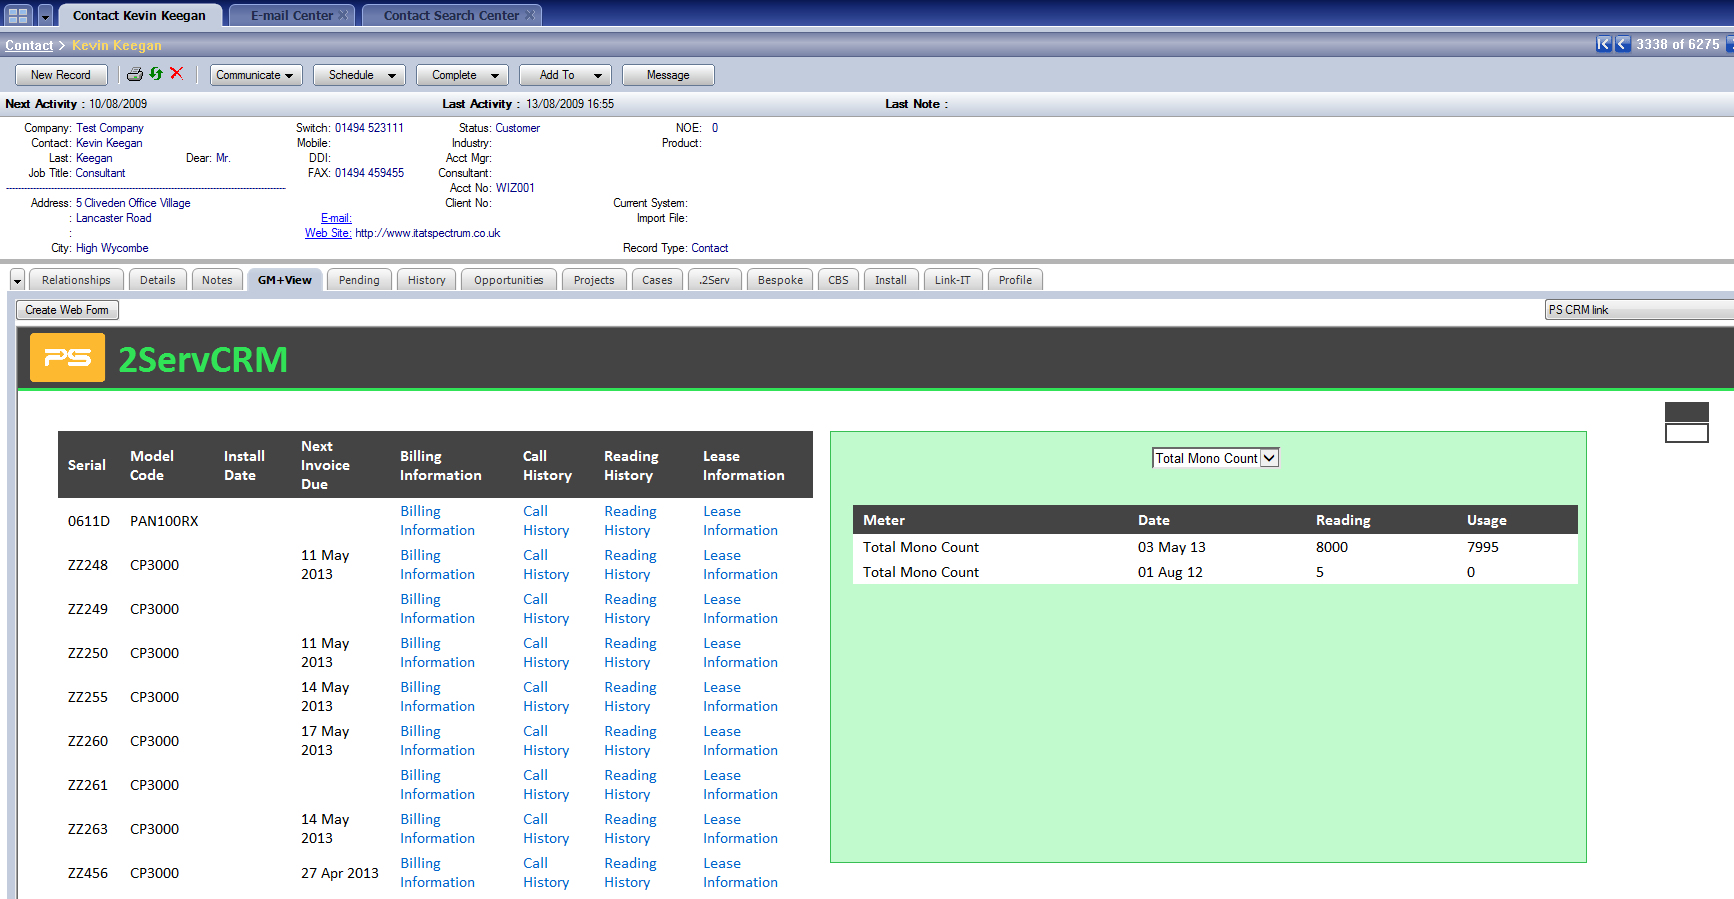 Contact Kevin Keegan E-mail Center Contact Search Center
Contact > Kevin Keegan 3338 of 6275
New Record Communicate Schedule Complete Add To Message
Next Activity : 10/08/2009 Last Activity : 13/08/2009 16:55 Last Note :
Company: Test Company Switch: 01494 523111 Status: Customer NOE: 0
Contact: Kevin Keegan Mobile: Industry: Product:
Last: Keegan Dear: Mr. DDI: Acct Mgr:
Job Title: Consultant FAX: 01494 459455 Consultant:
Acct No: WIZ001
Address: 5 Cliveden Office Village Client No: Current System:
: Lancaster Road E-mail: Import File:
: Web Site: http://www.itatspectrum.co.uk
City: High Wycombe Record Type: Contact
Relationships Details Notes GM+View Pending History Opportunities Projects Cases .2Serv Bespoke CBS Install Link-IT Profile
Create Web Form PS CRM link
PS 2ServCRM
Serial Model Code Install Date Next Invoice Due Billing Information Call History Reading History Lease Information
0611D PAN100RX Billing Information Call History Reading History Lease Information
ZZ248 CP3000 11 May 2013 Billing Information Call History Reading History Lease Information
ZZ249 CP3000 Billing Information Call History Reading History Lease Information
ZZ250 CP3000 11 May 2013 Billing Information Call History Reading History Lease Information
ZZ255 CP3000 14 May 2013 Billing Information Call History Reading History Lease Information
ZZ260 CP3000 17 May 2013 Billing Information Call History Reading History Lease Information
ZZ261 CP3000 Billing Information Call History Reading History Lease Information
ZZ263 CP3000 14 May 2013 Billing Information Call History Reading History Lease Information
ZZ456 CP3000 27 Apr 2013 Billing Information Call History Reading History Lease Information
Total Mono Count
Meter Date Reading Usage
Total Mono Count 03 May 13 8000 7995
Total Mono Count 01 Aug 12 5 0